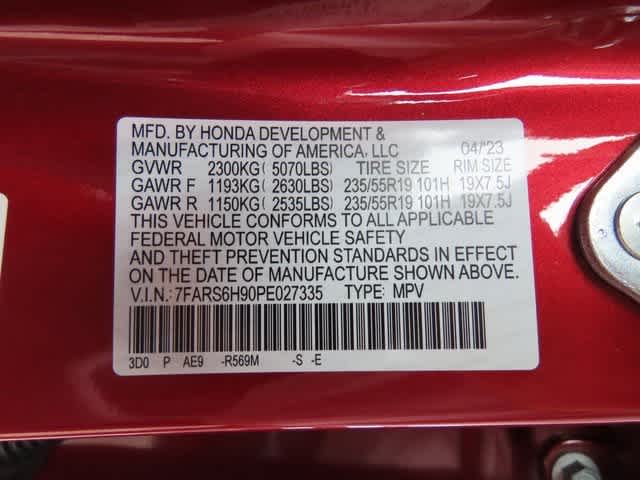 MFD. BY HONDA DEVELOPMENT &
MANUFACTURING OF AMERICA, LLC 04/'23
GVWR 2300KG( 5070LBS) TIRE SIZE RIM SIZE
GAWR F 1193KG( 2630LBS) 235/55R19 101H 19X7.5J
GAWR R 1150KG( 2535LBS) 235/55R19 101H 19X7.5J
THIS VEHICLE CONFORMS TO ALL APPLICABLE
FEDERAL MOTOR VEHICLE SAFETY
AND THEFT PREVENTION STANDARDS IN EFFECT
ON THE DATE OF MANUFACTURE SHOWN ABOVE.
V.I.N.: 7FARS6H90PE027335 TYPE: MPV
3D0 P AE9 -R569M -S -E